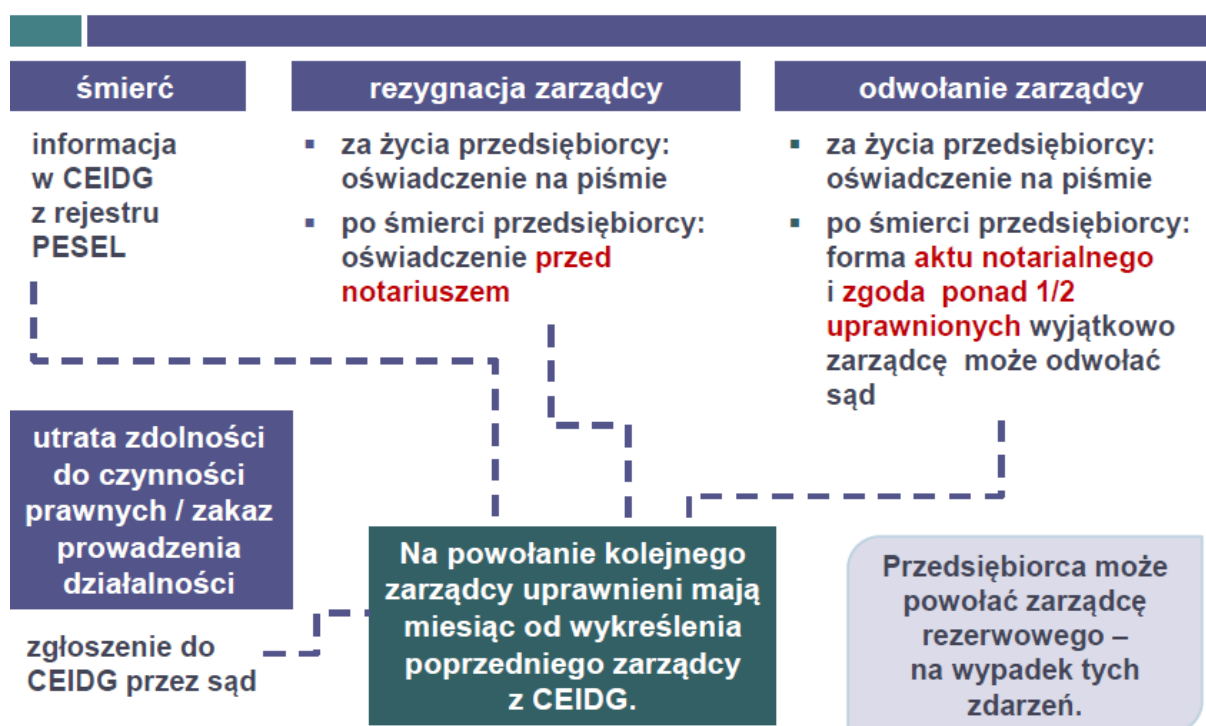 śmierć
informacja
w CEIDG
z rejestru
PESEL
rezygnacja zarządcy
▪ za życia przedsiębiorcy:
oświadczenie na piśmie
▪ po śmierci przedsiębiorcy:
oświadczenie przed
notariuszem
odwołanie zarządcy
▪ za życia przedsiębiorcy:
oświadczenie na piśmie
▪ po śmierci przedsiębiorcy:
forma aktu notarialnego
i zgoda ponad 1/2
uprawnionych wyjątkowo
zarządcę może odwołać
sąd
utrata zdolności
do czynności
prawnych / zakaz
prowadzenia
działalności
zgłoszenie do
CEIDG przez sąd
Na powołanie kolejnego
zarządcy uprawnieni mają
miesiąc od wykreślenia
poprzedniego zarządcy
z CEIDG.
Przedsiębiorca może
powołać zarządcę
rezerwowego –
na wypadek tych
zdarzeń.